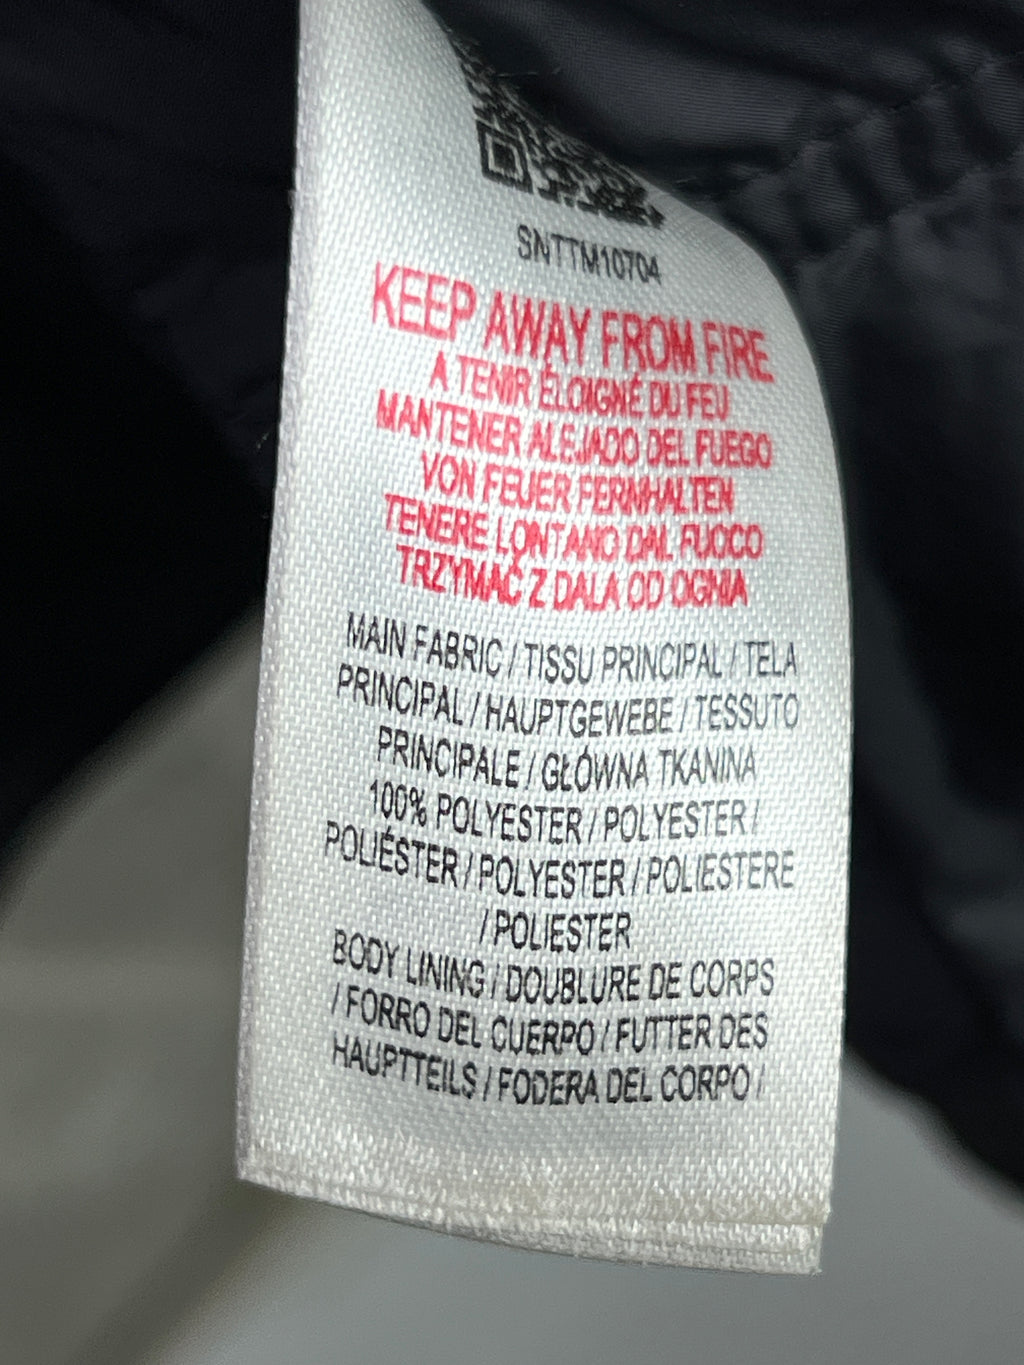 SNTTM10704
KEEP AWAY FROM FIRE
A TENIR ÉLOIGNÉ DU FEU
MANTENER ALEJADO DEL FUEGO
VON FEUER FERNHALTEN
TENERE LONTANO DAL FUOCO
TRZYMAĆ Z DALA OD OGNIA
MAIN FABRIC / TISSU PRINCIPAL / TELA
PRINCIPAL / HAUPTGEWEBE / TESSUTO
PRINCIPALE / GŁÓWNA TKANINA
100% POLYESTER / POLYESTER /
POLIÉSTER / POLYESTER / POLIESTERE
/ POLIESTER
BODY LINING / DOUBLURE DE CORPS
/ FORRO DEL CUERPO / FUTTER DES
HAUPTTEILS / FODERA DEL CORPO /